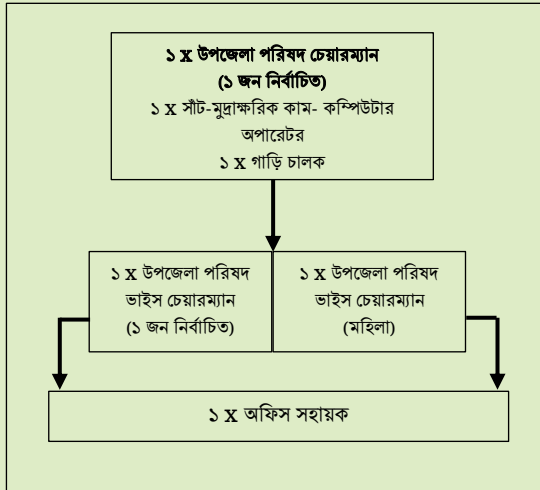 ১ x উপজেলা পরিষদ চেয়ারম্যান
(১ জন নির্বাচিত)
১ x সাঁট-মুদ্রাক্ষরিক কাম- কম্পিউটার
অপারেটর
১ x গাড়ি চালক
১ x উপজেলা পরিষদ
ভাইস চেয়ারম্যান
(১ জন নির্বাচিত)
১ x উপজেলা পরিষদ
ভাইস চেয়ারম্যান
(মহিলা)
১ x অফিস সহায়ক